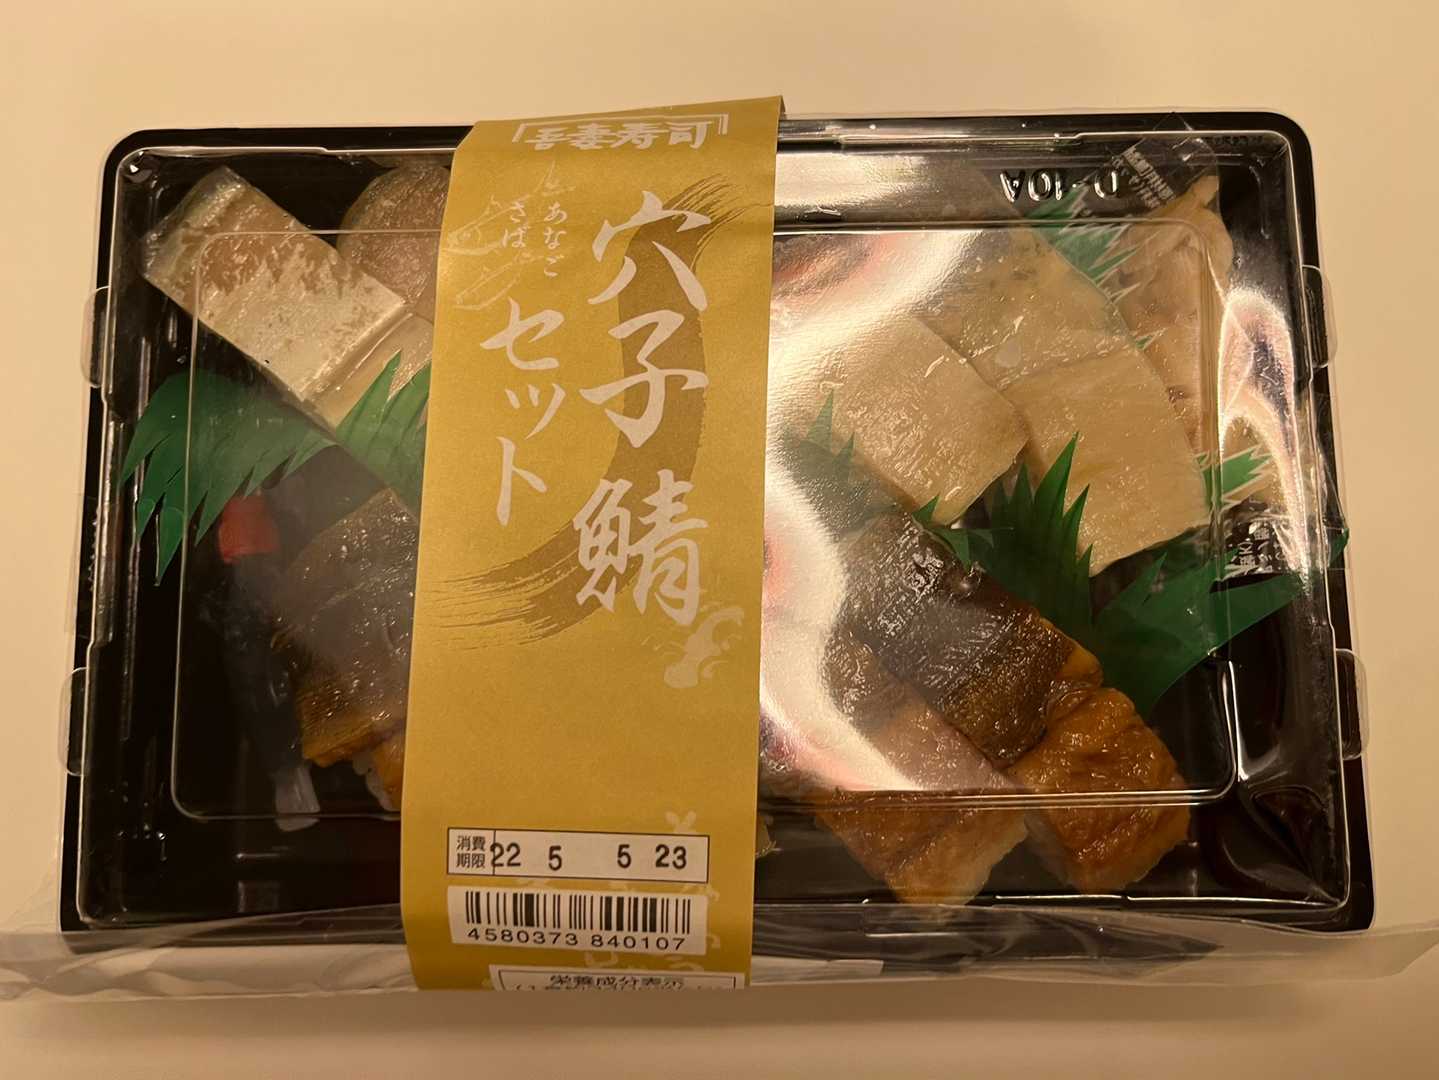 吾妻寿司
穴子鯖
あなご
さば
セット
D-10A
消費
期限
22 5 5 23
4580373 840107
栄養成分表示